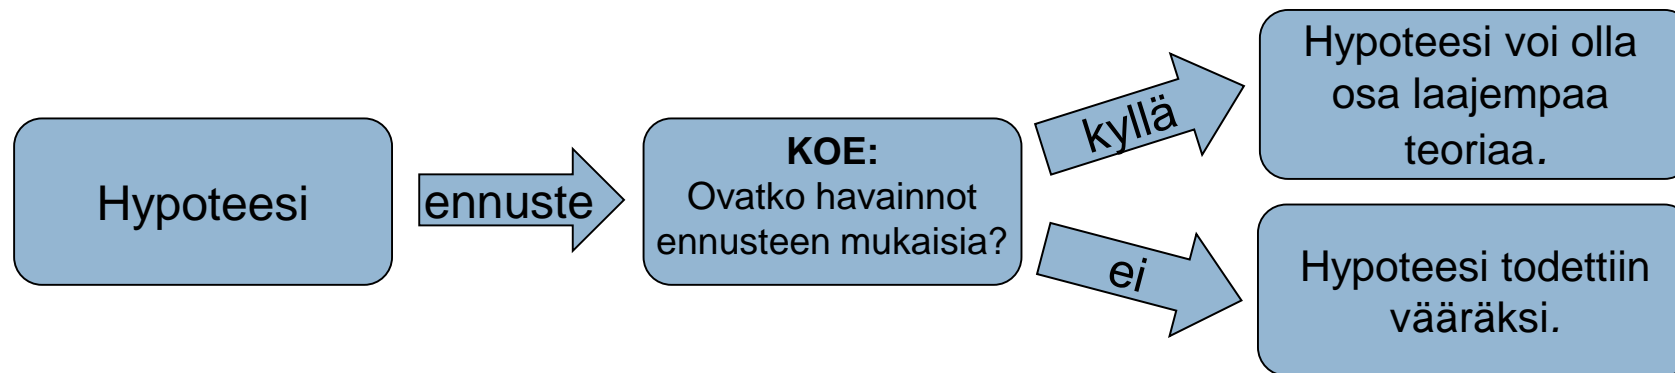 Hypoteesi
ennuste
KOE:
Ovatko havainnot
ennusteen mukaisia?
kyllä
Hypoteesi voi olla
osa laajempaa
teoriaa.
ei
Hypoteesi todettiin
vääräksi.